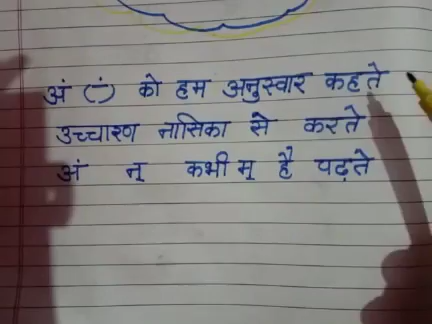 अं (ं) को हम अनुस्वार कहते
उच्चारण नासिका से करते
अं न् कभी म् है पढ़ते